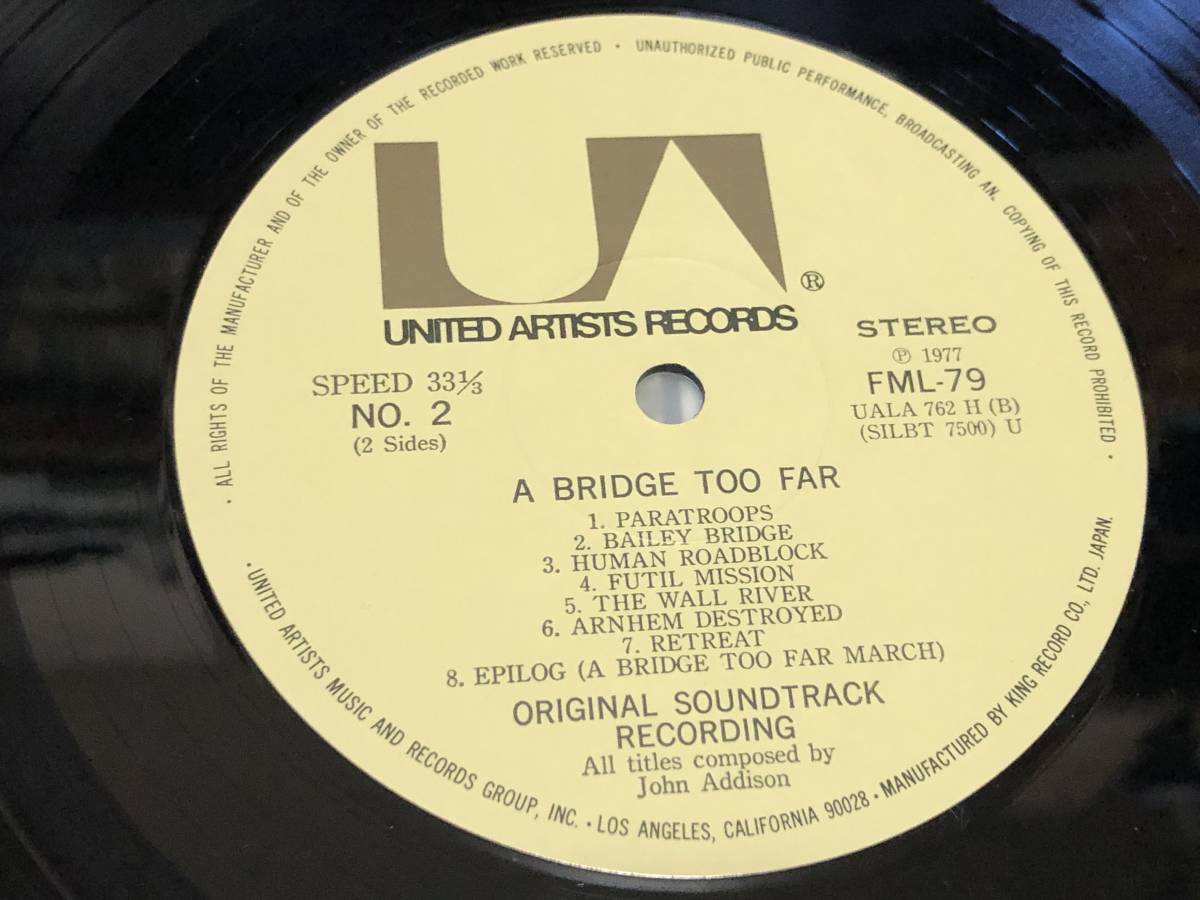 • ALL RIGHTS OF THE MANUFACTURER AND OF THE OWNER OF THE RECORDED WORK RESERVED • UNAUTHORIZED PUBLIC PERFORMANCE, BROADCASTING AN. COPYING OF THIS RECORD PROHIBITED •
UA ®
UNITED ARTISTS RECORDS
SPEED 33⅓
NO. 2
(2 Sides)
STEREO
℗ 1977
FML-79
UALA 762 H (B)
(SILBT 7500) U
A BRIDGE TOO FAR
1. PARATROOPS
2. BAILEY BRIDGE
3. HUMAN ROADBLOCK
4. FUTIL MISSION
5. THE WALL RIVER
6. ARNHEM DESTROYED
7. RETREAT
8. EPILOG (A BRIDGE TOO FAR MARCH)
ORIGINAL SOUNDTRACK
RECORDING
All titles composed by
John Addison
• UNITED ARTISTS MUSIC AND RECORDS GROUP, INC. • LOS ANGELES, CALIFORNIA 90028 • MANUFACTURED BY KING RECORD CO., LTD. JAPAN.